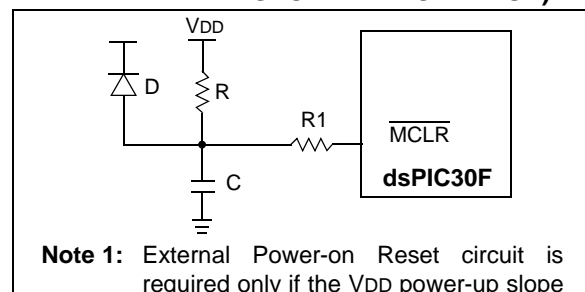 VDD
D
R
R1
MCLR
dsPIC30F
C
Note 1: External Power-on Reset circuit is
required only if the VDD power-up slope